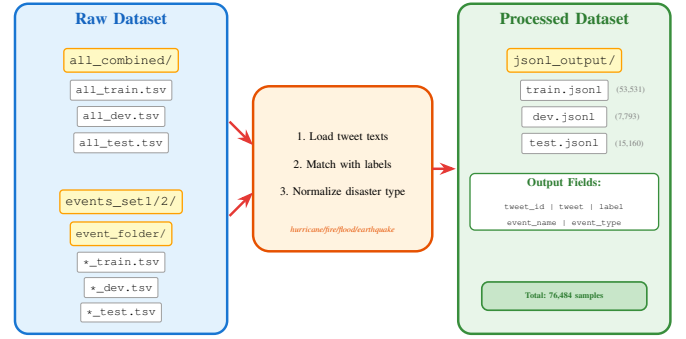 Raw Dataset
all_combined/
all_train.tsv
all_dev.tsv
all_test.tsv
events_set1/2/
event_folder/
*_train.tsv
*_dev.tsv
*_test.tsv
1. Load tweet texts
2. Match with labels
3. Normalize disaster type
hurricane/fire/flood/earthquake
Processed Dataset
jsonl_output/
train.jsonl (53,531)
dev.jsonl (7,793)
test.jsonl (15,160)
Output Fields:
tweet_id | tweet | label
event_name | event_type
Total: 76,484 samples